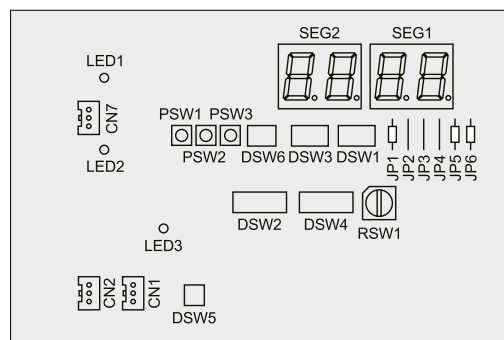 SEG2 SEG1
LED1
CN7
PSW1 PSW3
LED2
PSW2 DSW6 DSW3 DSW1 JP1 JP2 JP3 JP4 JP5 JP6
DSW2 DSW4 RSW1
LED3
CN2 CN1
DSW5